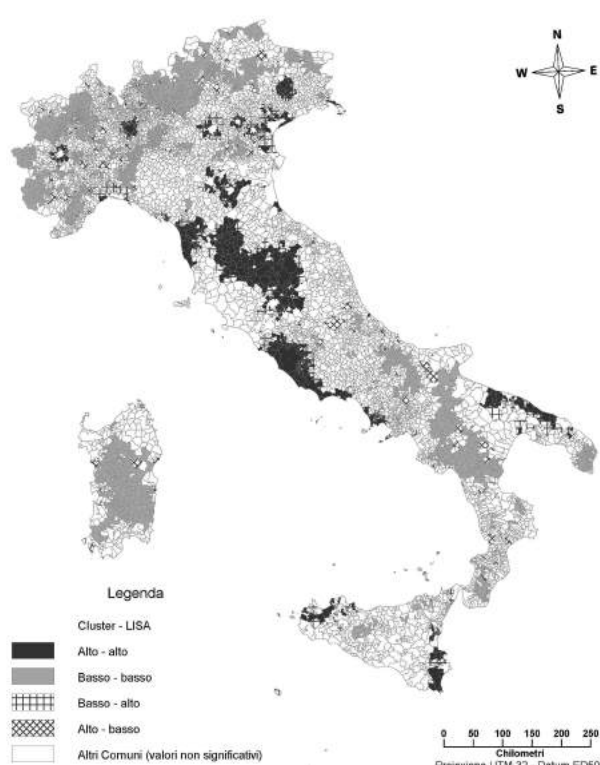 N
W E
S
Legenda
Cluster - LISA
Alto - alto
Basso - basso
Basso - alto
Alto - basso
Altri Comuni (valori non significativi)
0 50 100 150 200 250
Chilometri
Proiezione UTM 32 - Datum ED50